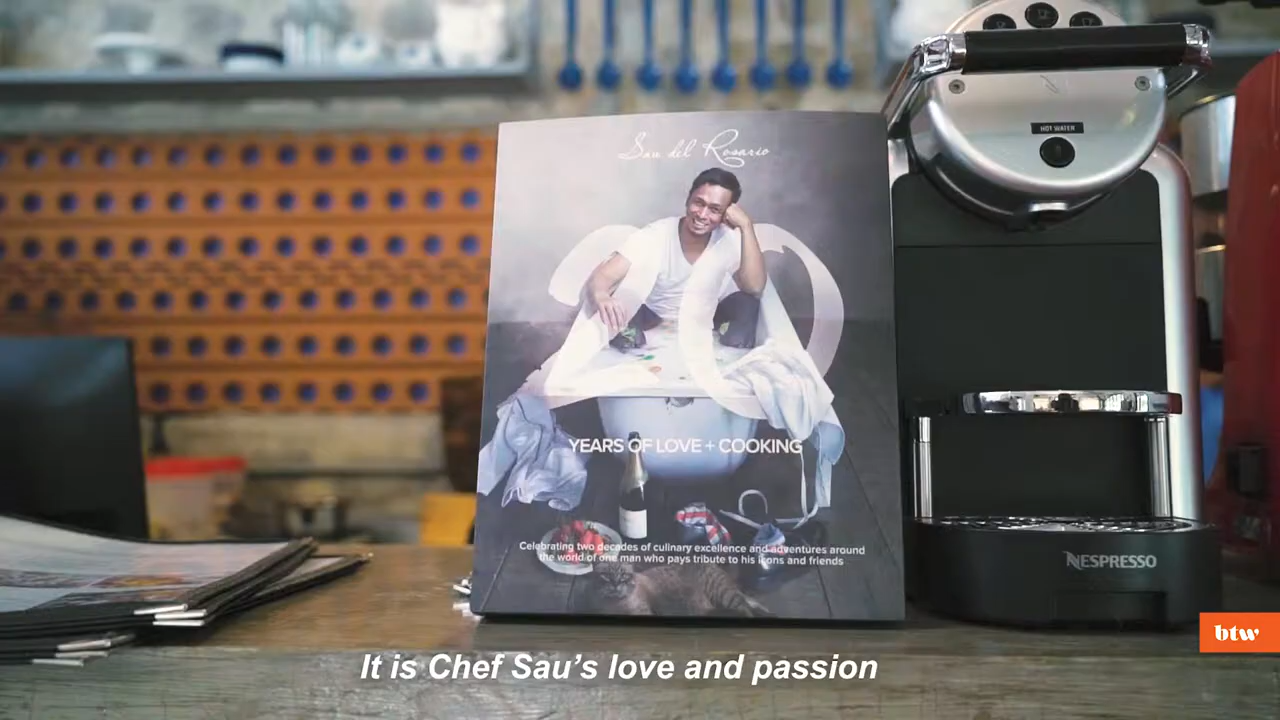 Sau del Rosario
20
YEARS OF LOVE + COOKING
Celebrating two decades of culinary excellence and adventures around
the world of one man who pays tribute to his icons and friends
HOT WATER
NESPRESSO
btw
It is Chef Sau's love and passion